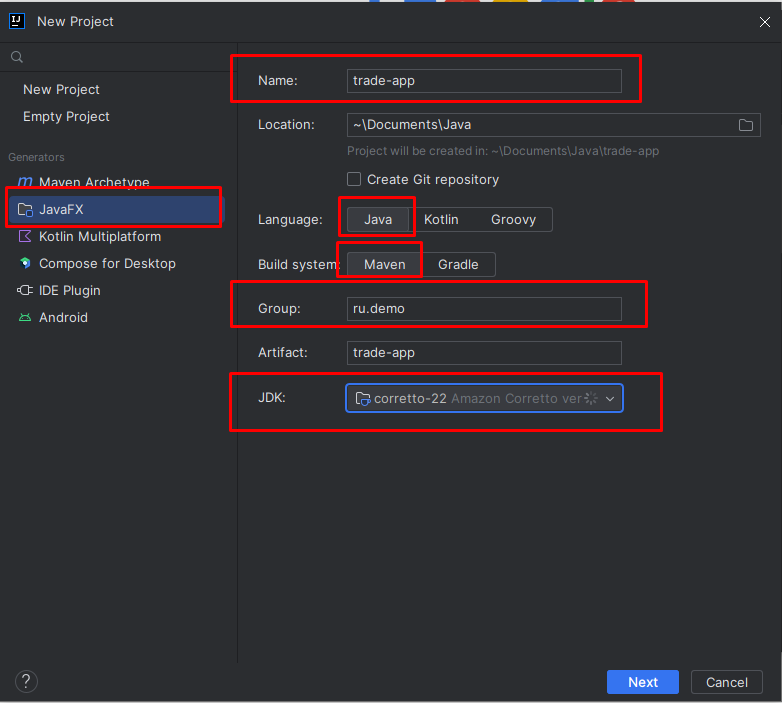 IJ
New Project
New Project
Empty Project
Generators
Maven Archetype
JavaFX
Kotlin Multiplatform
Compose for Desktop
IDE Plugin
Android
Name: trade-app
Location: ~\Documents\Java
Project will be created in: ~\Documents\Java\trade-app
Create Git repository
Language: Java Kotlin Groovy
Build system: Maven Gradle
Group: ru.demo
Artifact: trade-app
JDK: corretto-22 Amazon Corretto ver
? Next Cancel